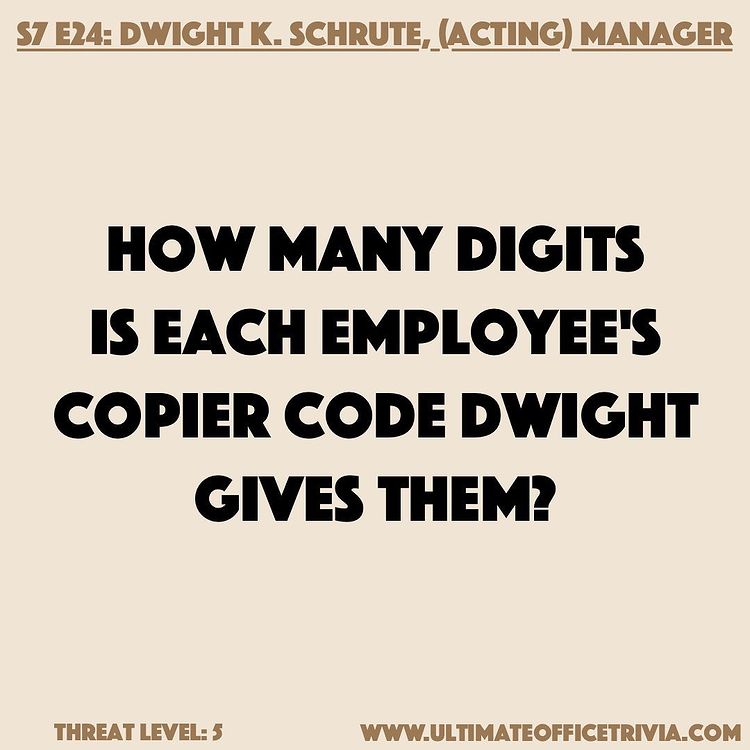 S7 E24: DWIGHT K. SCHRUTE, (ACTING) MANAGER
HOW MANY DIGITS
IS EACH EMPLOYEE'S
COPIER CODE DWIGHT
GIVES THEM?
THREAT LEVEL: 5
WWW.ULTIMATEOFFICETRIVIA.COM